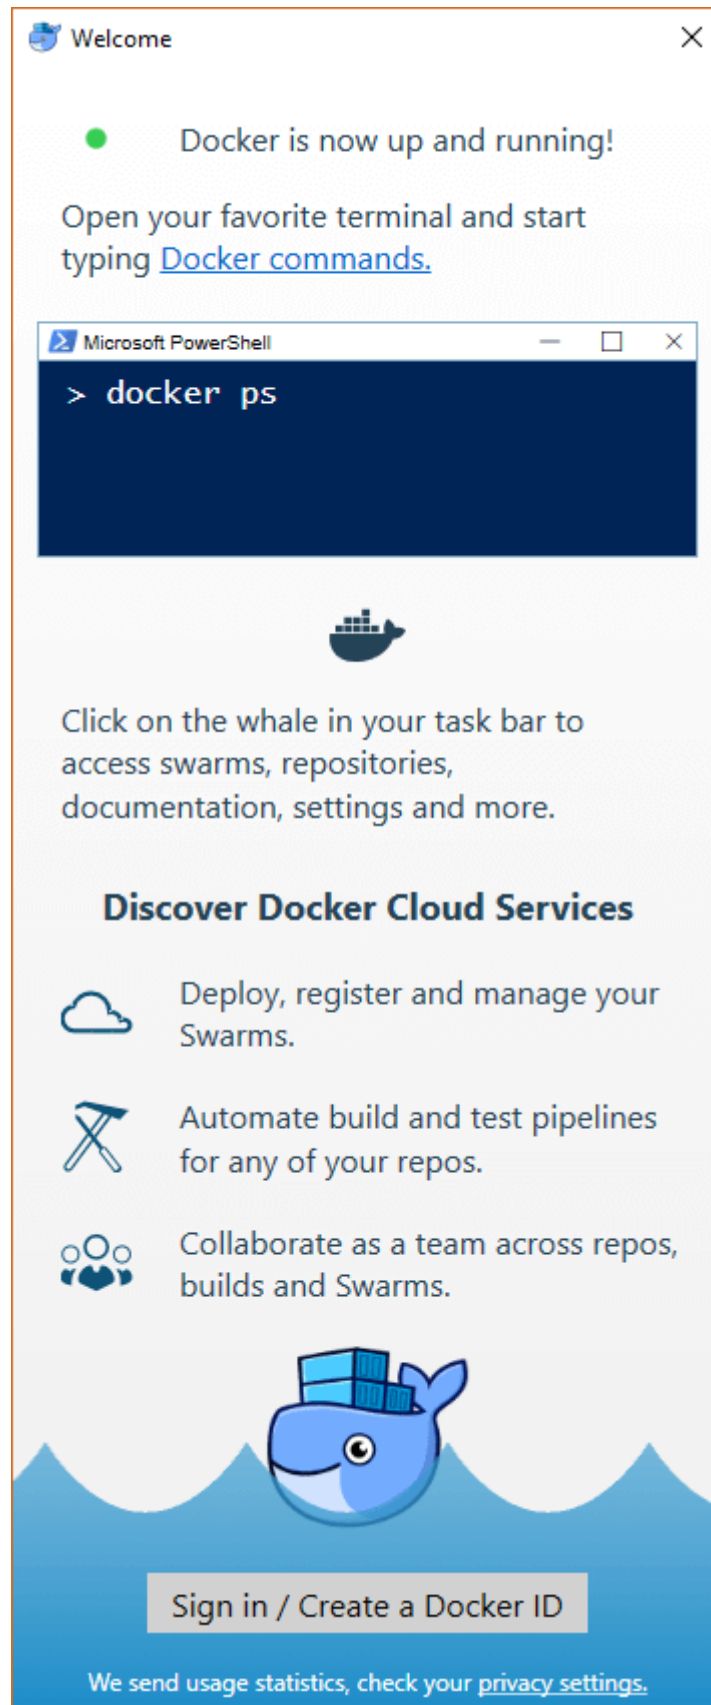 Welcome
Docker is now up and running!
Open your favorite terminal and start
typing Docker commands.
Microsoft PowerShell
> docker ps
Click on the whale in your task bar to
access swarms, repositories,
documentation, settings and more.
Discover Docker Cloud Services
Deploy, register and manage your
Swarms.
Automate build and test pipelines
for any of your repos.
Collaborate as a team across repos,
builds and Swarms.
Sign in / Create a Docker ID
We send usage statistics, check your privacy settings.